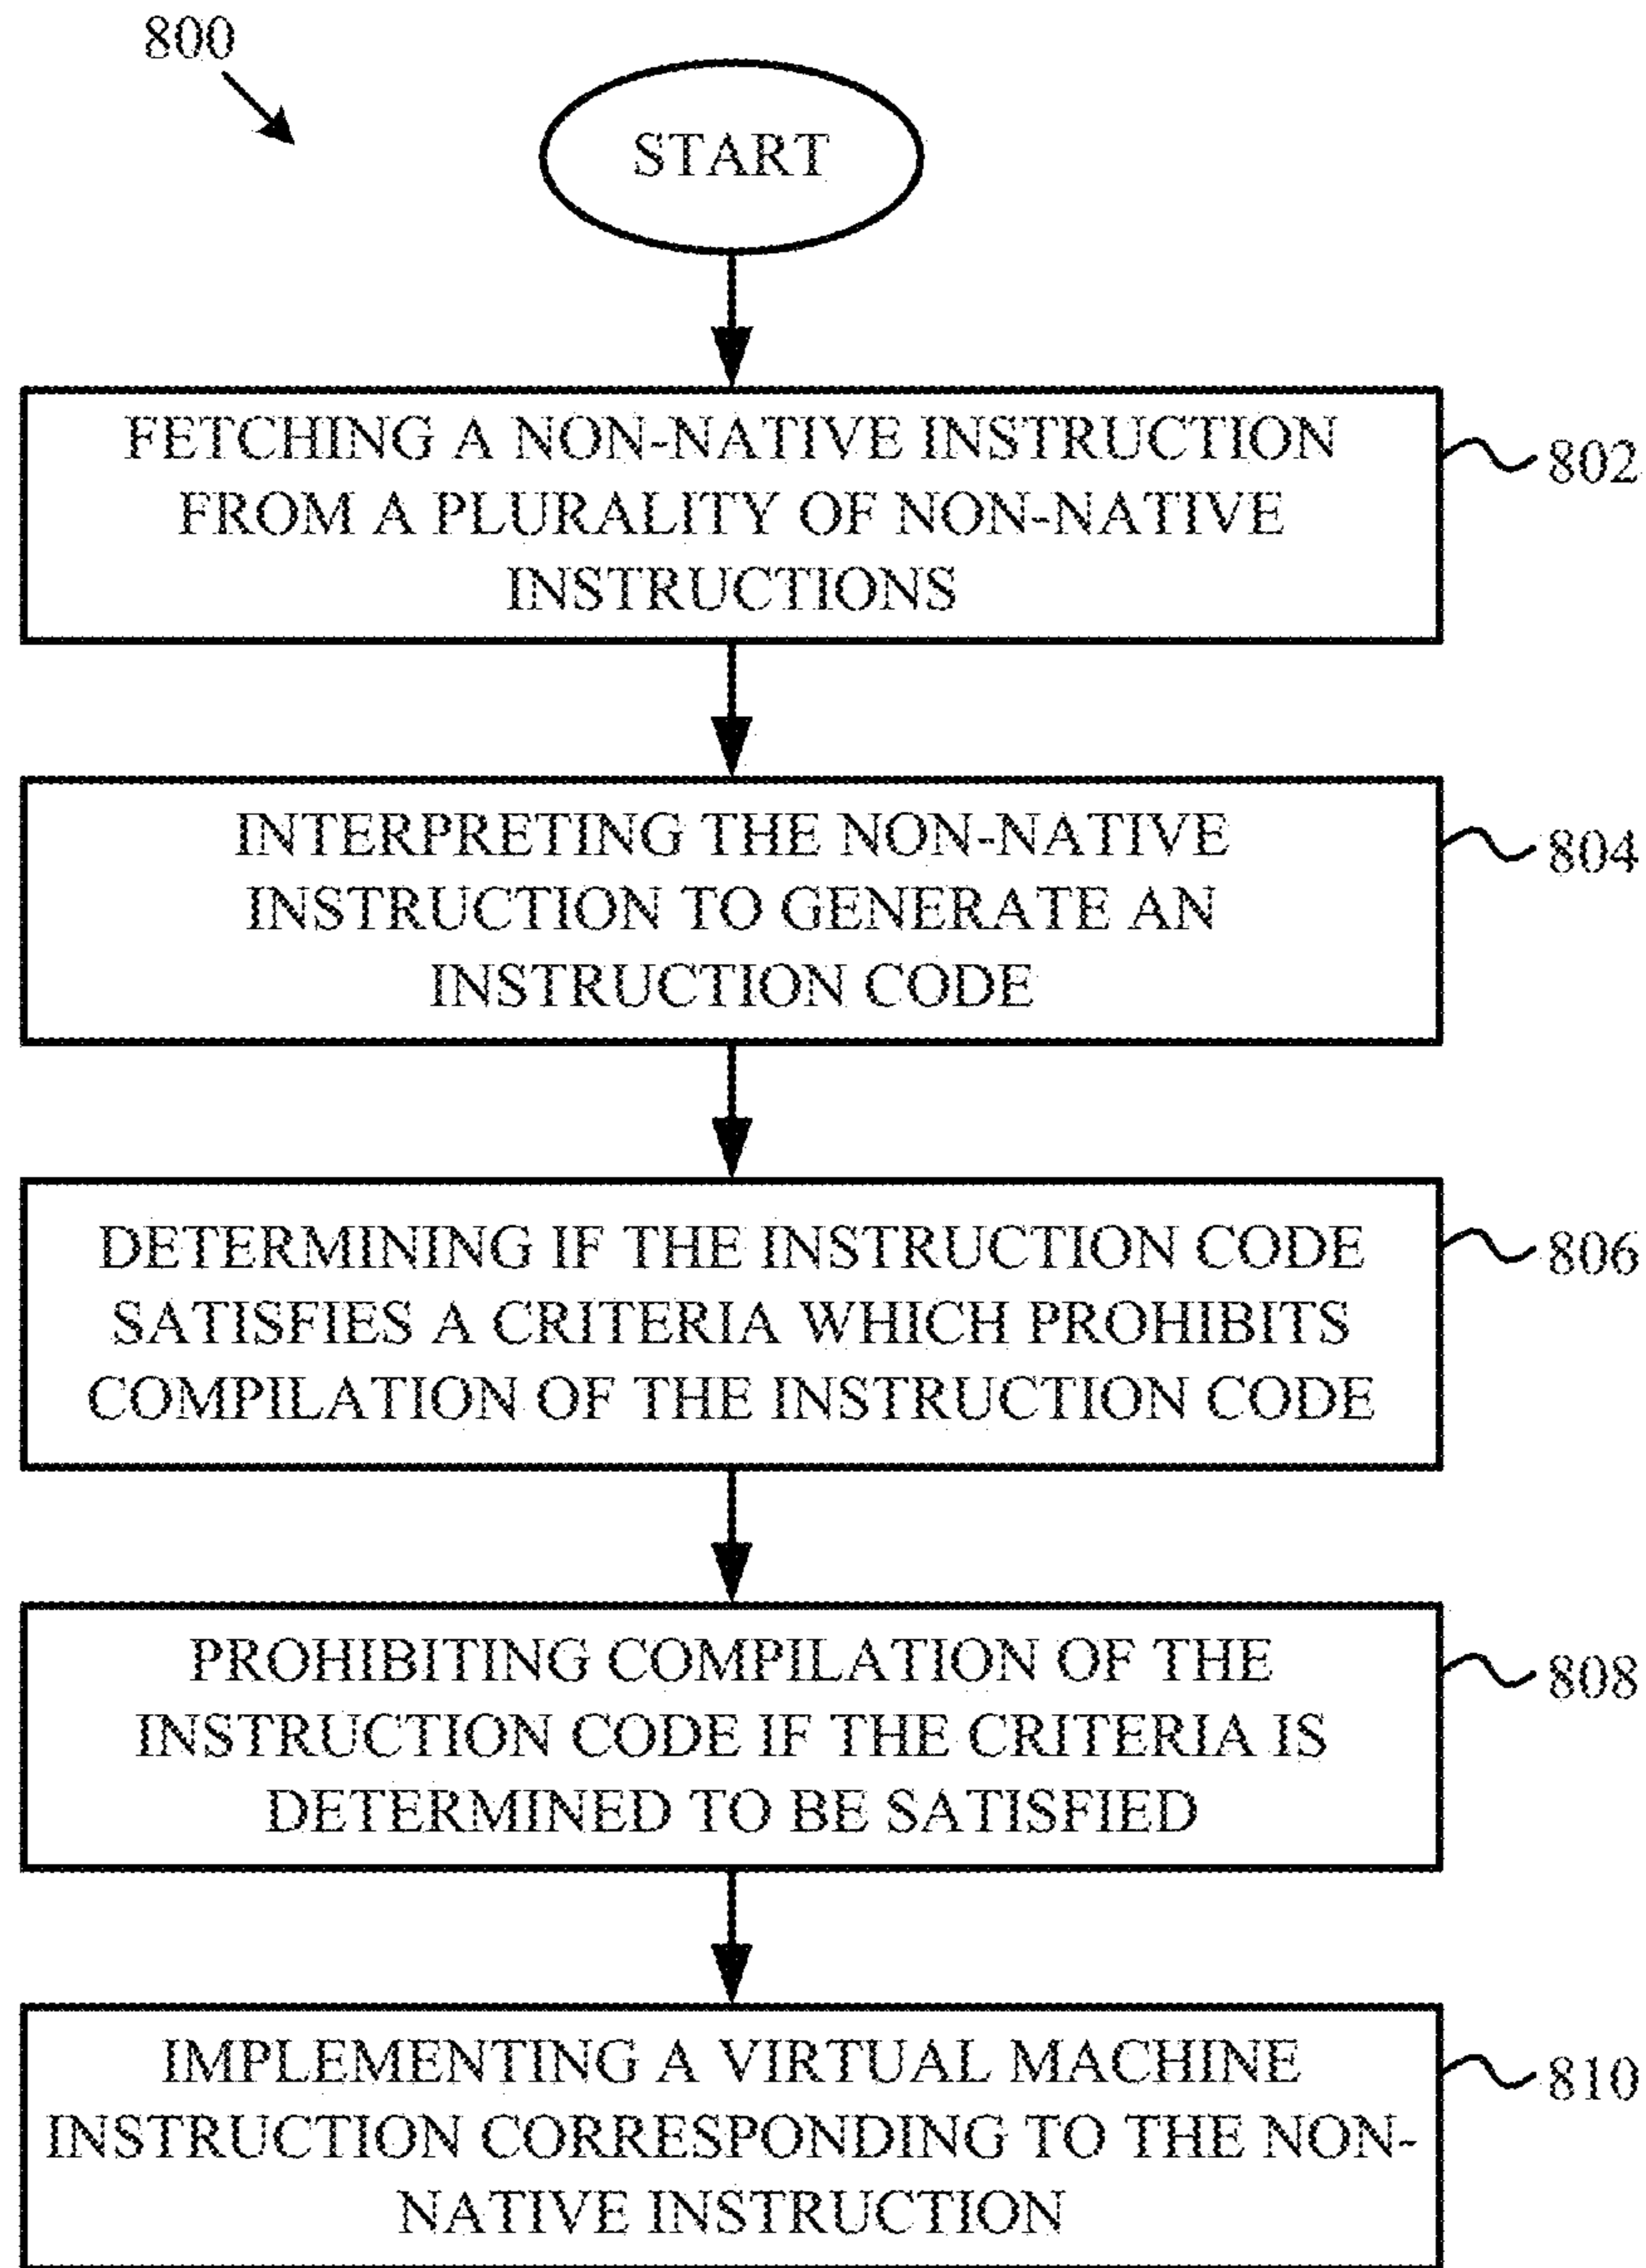 800
START
FETCHING A NON-NATIVE INSTRUCTION
FROM A PLURALITY OF NON-NATIVE
INSTRUCTIONS
802
INTERPRETING THE NON-NATIVE
INSTRUCTION TO GENERATE AN
INSTRUCTION CODE
804
DETERMINING IF THE INSTRUCTION CODE
SATISFIES A CRITERIA WHICH PROHIBITS
COMPILATION OF THE INSTRUCTION CODE
806
PROHIBITING COMPILATION OF THE
INSTRUCTION CODE IF THE CRITERIA IS
DETERMINED TO BE SATISFIED
808
IMPLEMENTING A VIRTUAL MACHINE
INSTRUCTION CORRESPONDING TO THE NON-
NATIVE INSTRUCTION
810